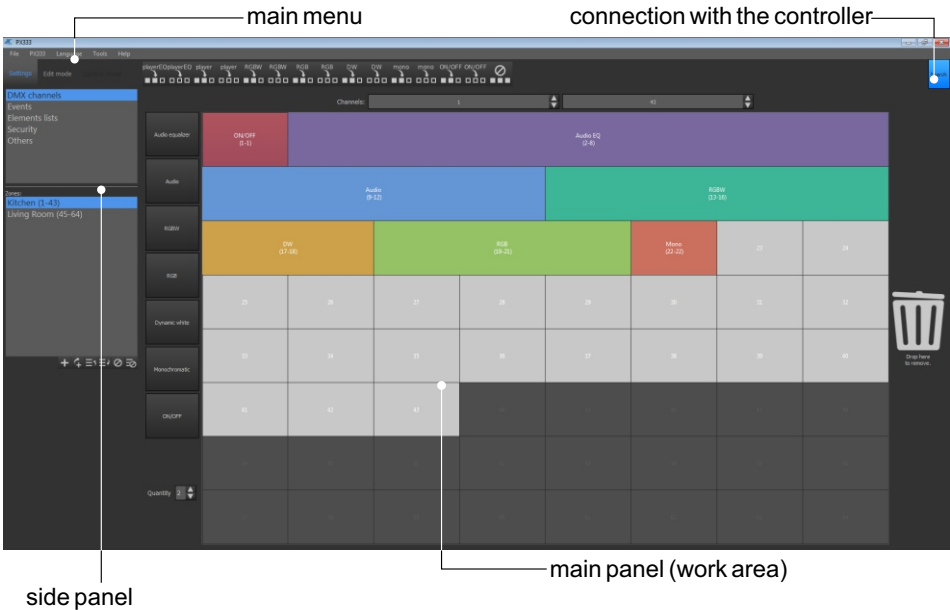 main menu
connection with the controller
PX333
File PX333 Language Tools Help
Settings Edit mode
playerEQ playerEQ player player RGBW RGBW RGB RGB DW DW mono mono ON/OFF ON/OFF
DMX channels
Events
Elements lists
Security
Others
Channels: 1 43
Zones:
Kitchen (1-43)
Living Room (45-64)
Audio equalizer
Audio
RGBW
RGB
Dynamic white
Monochromatic
ON/OFF
Quantity 2
ON/OFF
(1-1)
Audio EQ
(2-8)
Audio
(9-12)
RGBW
(13-16)
DW
(17-18)
RGB
(19-21)
Mono
(22-22)
23 24
25 26 27 28 29 30 31 32
33 34 35 36 37 38 39 40
41 42 43
Drop here
to remove.
main panel (work area)
side panel